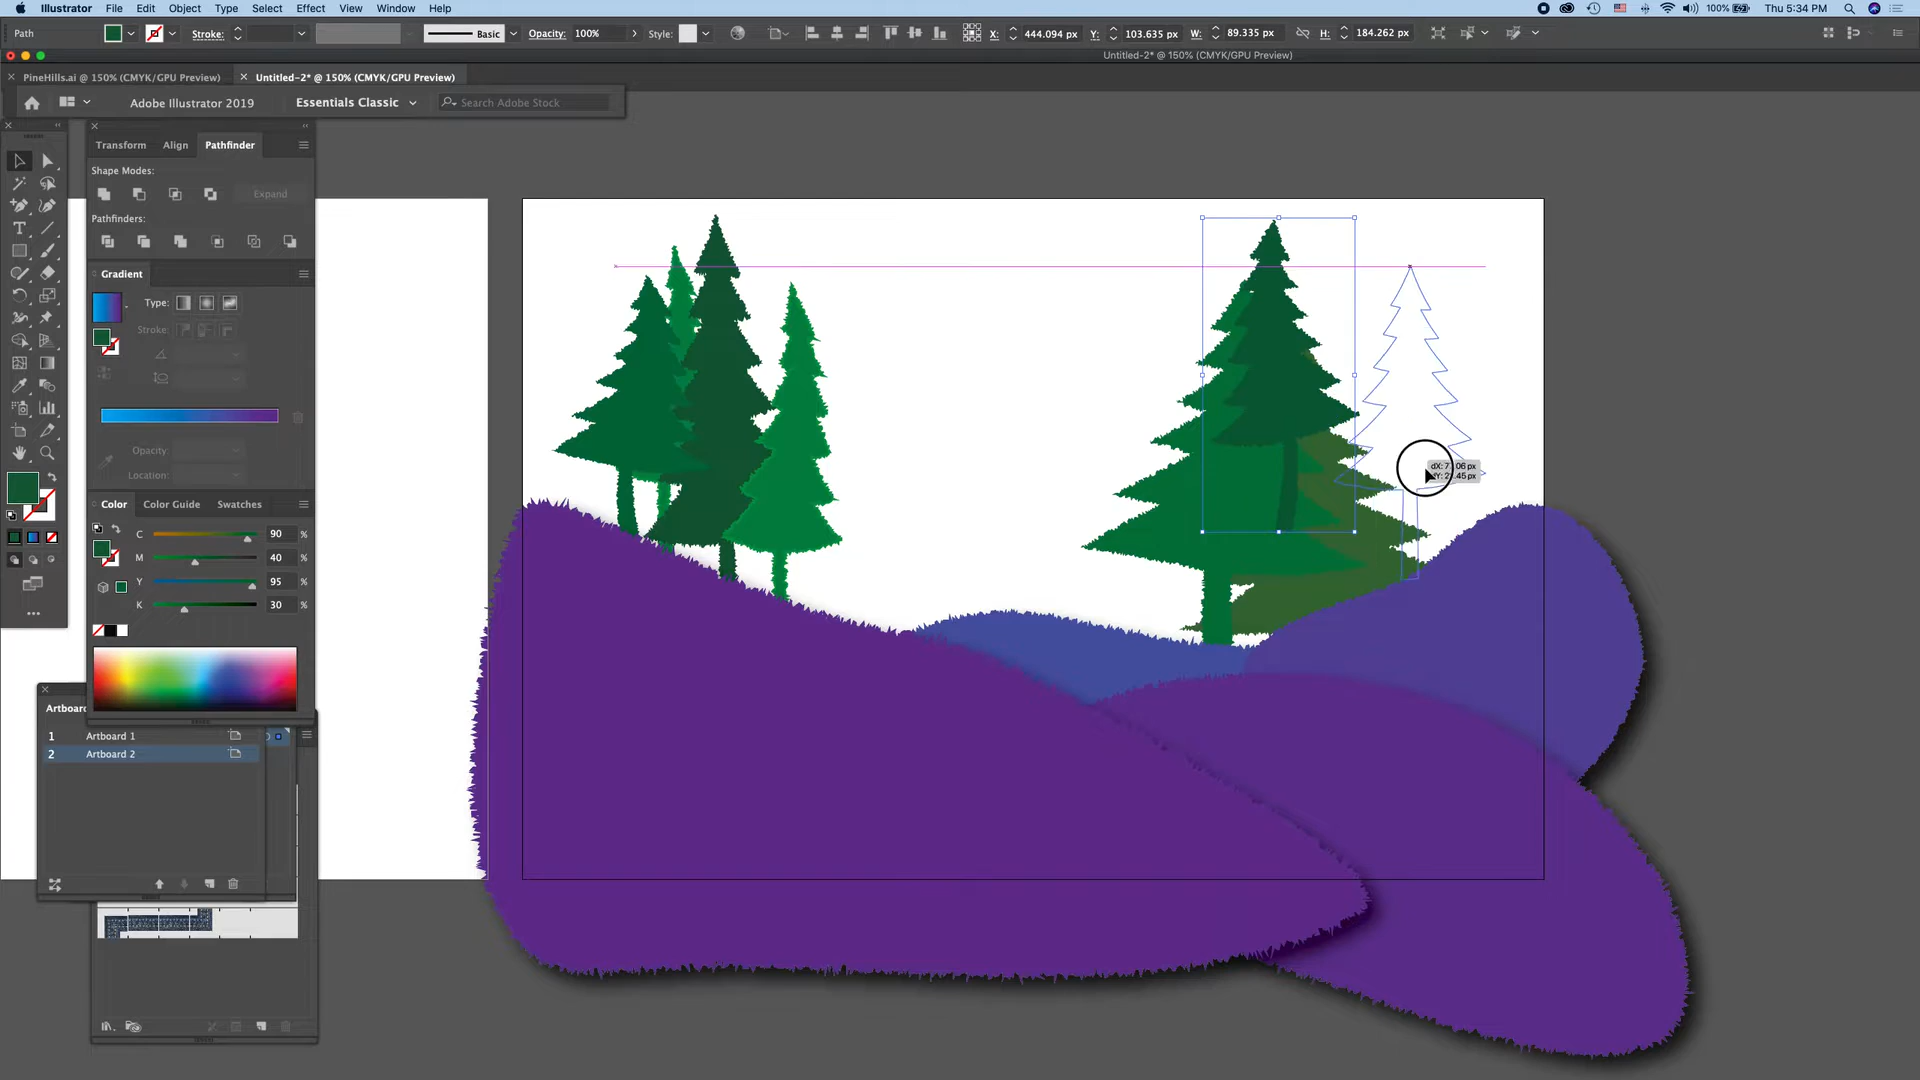 Illustrator File Edit Object Type Select Effect View Window Help
100% Thu 5:34 PM
Path Stroke: Basic Opacity: 100% Style: X: 444.094 px Y: 103.635 px W: 89.335 px H: 184.262 px
Untitled-2* @ 150% (CMYK/GPU Preview)
PineHills.ai @ 150% (CMYK/GPU Preview) Untitled-2* @ 150% (CMYK/GPU Preview)
Adobe Illustrator 2019 Essentials Classic Search Adobe Stock
Transform Align Pathfinder
Shape Modes:
Expand
Pathfinders:
Gradient
Type:
Stroke:
Opacity:
Location:
Color Color Guide Swatches
C 90 %
M 40 %
Y 95 %
K 30 %
Artboar
1 Artboard 1
2 Artboard 2